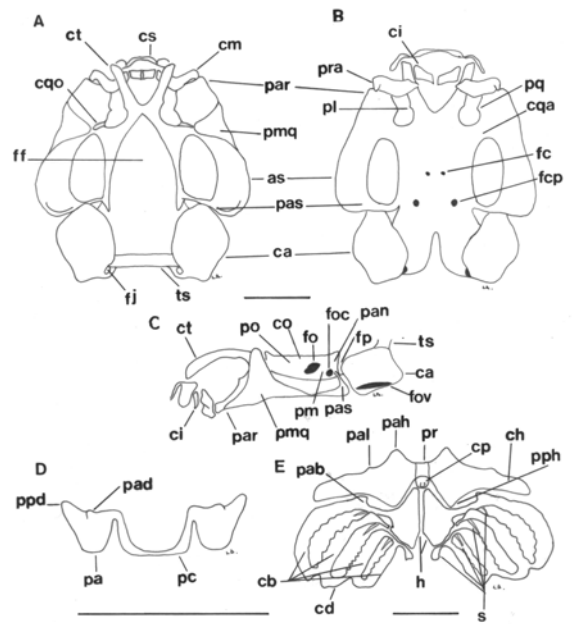 A
B
cs
ct
cm
ci
cqo
par
pra
pq
pl
cqa
pmq
ff
fc
as
fcp
pas
ca
fj
ts
C
ct
po
co
fo
foc
pan
fp
ts
ca
fov
pm
pas
ci
par
pmq
D
E
pad
ppd
pa
pc
pah
pal
pr
cp
ch
pab
pph
cb
cd
h
s